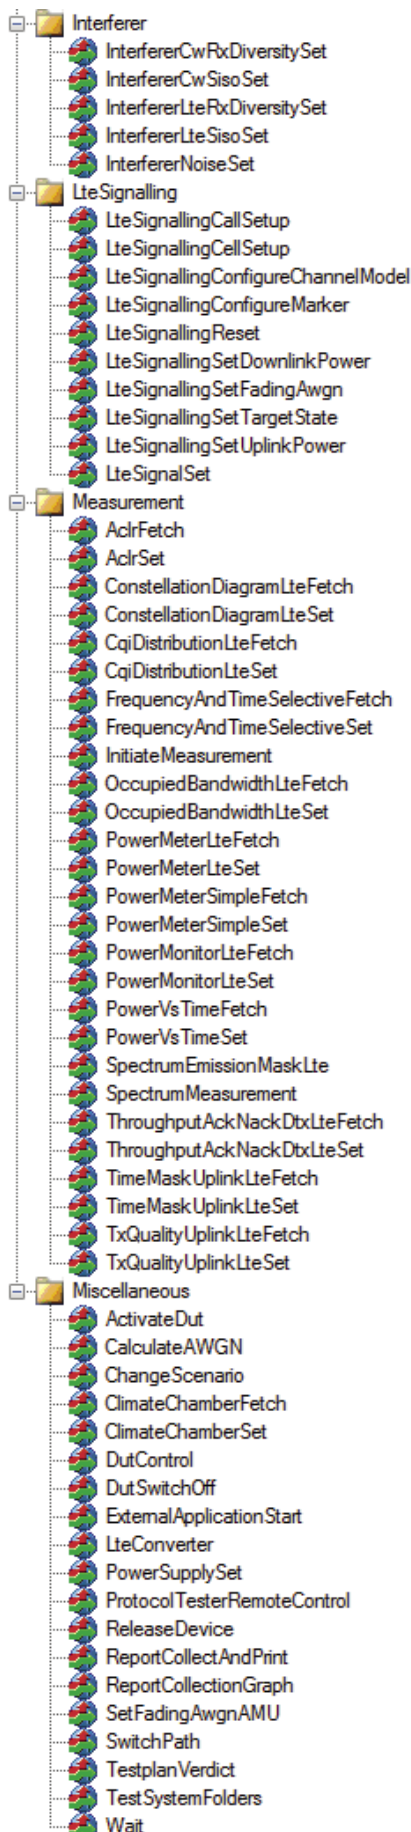 Interferer
InterfererCwRxDiversitySet
InterfererCwSisoSet
InterfererLteRxDiversitySet
InterfererLteSisoSet
InterfererNoiseSet
LteSignalling
LteSignallingCallSetup
LteSignallingCellSetup
LteSignallingConfigureChannelModel
LteSignallingConfigureMarker
LteSignallingReset
LteSignallingSetDownlinkPower
LteSignallingSetFadingAwgn
LteSignallingSetTargetState
LteSignallingSetUplinkPower
LteSignalSet
Measurement
AclrFetch
AclrSet
ConstellationDiagramLteFetch
ConstellationDiagramLteSet
CqiDistributionLteFetch
CqiDistributionLteSet
FrequencyAndTimeSelectiveFetch
FrequencyAndTimeSelectiveSet
InitiateMeasurement
OccupiedBandwidthLteFetch
OccupiedBandwidthLteSet
PowerMeterLteFetch
PowerMeterLteSet
PowerMeterSimpleFetch
PowerMeterSimpleSet
PowerMonitorLteFetch
PowerMonitorLteSet
PowerVsTimeFetch
PowerVsTimeSet
SpectrumEmissionMaskLte
SpectrumMeasurement
ThroughputAckNackDtxLteFetch
ThroughputAckNackDtxLteSet
TimeMaskUplinkLteFetch
TimeMaskUplinkLteSet
TxQualityUplinkLteFetch
TxQualityUplinkLteSet
Miscellaneous
ActivateDut
CalculateAWGN
ChangeScenario
ClimateChamberFetch
ClimateChamberSet
DutControl
DutSwitchOff
ExternalApplicationStart
LteConverter
PowerSupplySet
ProtocolTesterRemoteControl
ReleaseDevice
ReportCollectAndPrint
ReportCollectionGraph
SetFadingAwgnAMU
SwitchPath
TestplanVerdict
TestSystemFolders
Wait